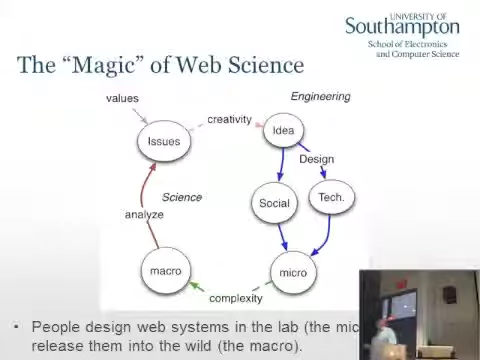 UNIVERSITY OF
Southampton
School of Electronics
and Computer Science
The “Magic” of Web Science
values
Engineering
creativity
Issues
Idea
Design
Science
Social
Tech.
analyze
macro
micro
complexity
• People design web systems in the lab (the mic
release them into the wild (the macro).